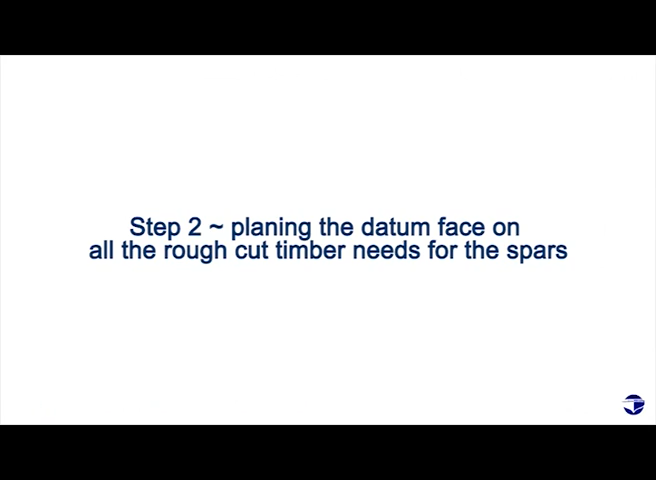 Step 2 ~ planing the datum face on
all the rough cut timber needs for the spars